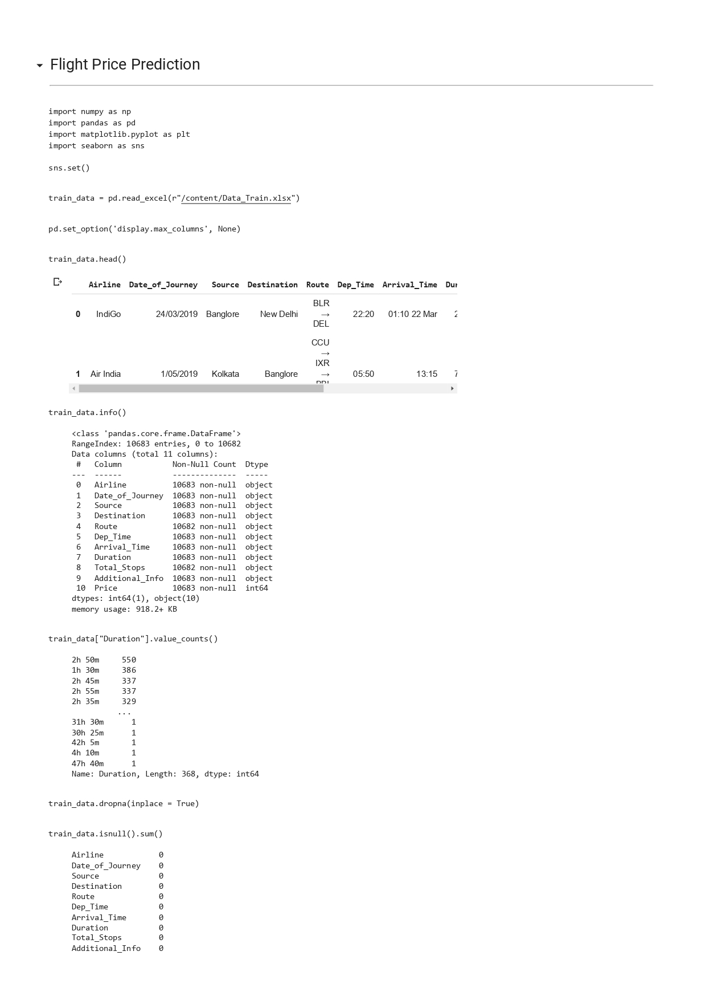 Flight Price Prediction
import numpy as np
import pandas as pd
import matplotlib.pyplot as plt
import seaborn as sns
sns.set()
train_data = pd.read_excel(r"/content/Data_Train.xlsx")
pd.set_option('display.max_columns', None)
train_data.head()
Airline Date_of_Journey Source Destination Route Dep_Time Arrival_Time Dur
BLR
0 IndiGo 24/03/2019 Banglore New Delhi → 22:20 01:10 22 Mar 2
DEL
CCU
→
IXR
1 Air India 1/05/2019 Kolkata Banglore → 05:50 13:15 7
train_data.info()
<class 'pandas.core.frame.DataFrame'>
RangeIndex: 10683 entries, 0 to 10682
Data columns (total 11 columns):
# Column Non-Null Count Dtype
--- ------ -------------- -----
0 Airline 10683 non-null object
1 Date_of_Journey 10683 non-null object
2 Source 10683 non-null object
3 Destination 10683 non-null object
4 Route 10682 non-null object
5 Dep_Time 10683 non-null object
6 Arrival_Time 10683 non-null object
7 Duration 10683 non-null object
8 Total_Stops 10682 non-null object
9 Additional_Info 10683 non-null object
10 Price 10683 non-null int64
dtypes: int64(1), object(10)
memory usage: 918.2+ KB
train_data["Duration"].value_counts()
2h 50m 550
1h 30m 386
2h 45m 337
2h 55m 337
2h 35m 329
...
31h 30m 1
30h 25m 1
42h 5m 1
4h 10m 1
47h 40m 1
Name: Duration, Length: 368, dtype: int64
train_data.dropna(inplace = True)
train_data.isnull().sum()
Airline 0
Date_of_Journey 0
Source 0
Destination 0
Route 0
Dep_Time 0
Arrival_Time 0
Duration 0
Total_Stops 0
Additional_Info 0